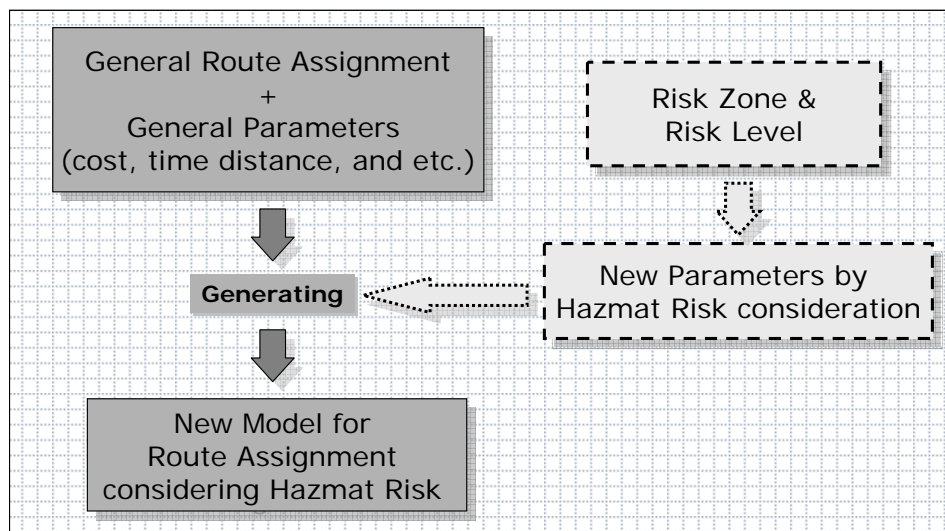 General Route Assignment
+
General Parameters
(cost, time distance, and etc.)
Risk Zone &
Risk Level
New Parameters by
Hazmat Risk consideration
Generating
New Model for
Route Assignment
considering Hazmat Risk